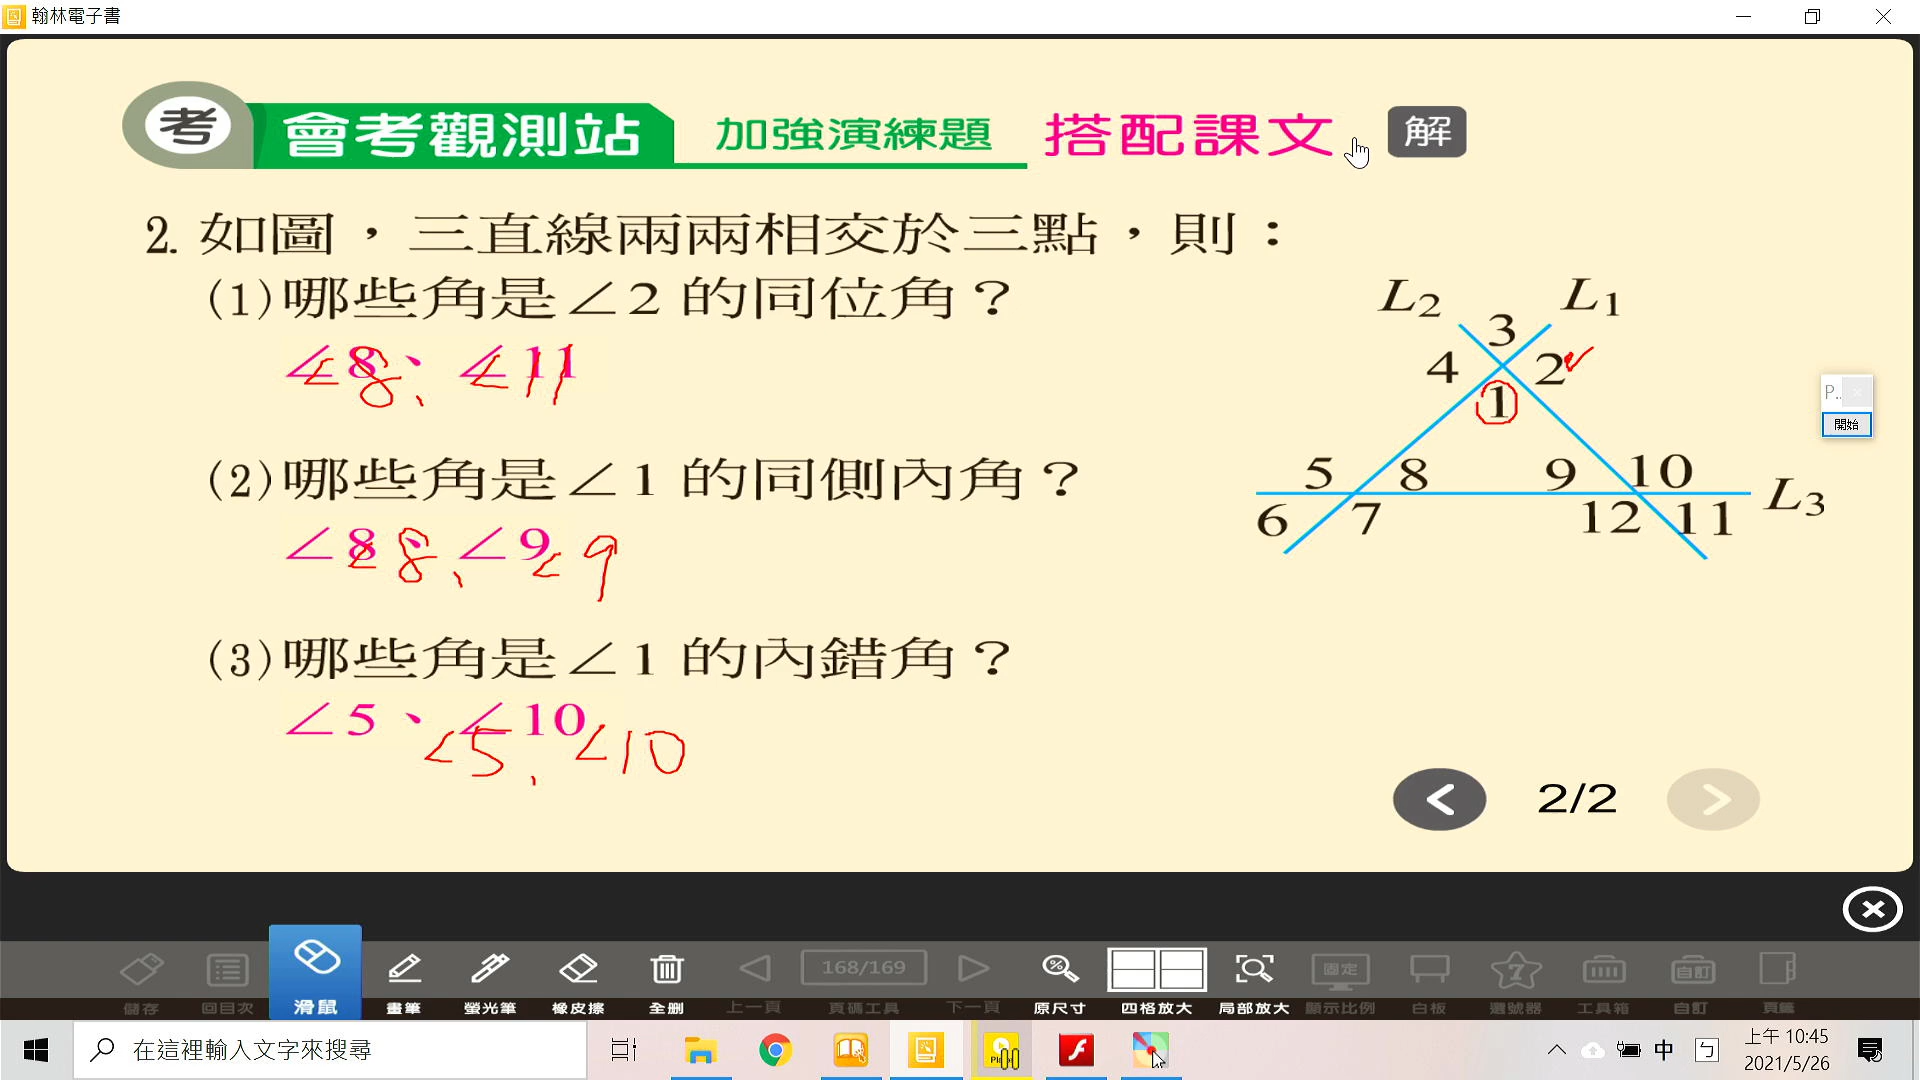 翰林電子書
考 會考觀測站 加強演練題 搭配課文 解
2. 如圖，三直線兩兩相交於三點，則：
(1)哪些角是∠2 的同位角？
∠8、∠11
∠8、∠11
(2)哪些角是∠1 的同側內角？
∠8、∠9
∠8、∠9
(3)哪些角是∠1 的內錯角？
∠5、∠10
∠5、∠10
L2 L1
3
4 2
1
5 8 9 10
L3
6 7 12 11
P..
開始
2/2
168/169
固定 7 自訂
儲存 回目次 滑鼠 畫筆 螢光筆 橡皮擦 全刪 上一頁 頁碼工具 下一頁 原尺寸 四格放大 局部放大 顯示比例 白板 選號器 工具箱 自訂 頁籤
在這裡輸入文字來搜尋
中 ㄅ
上午 10:45
2021/5/26